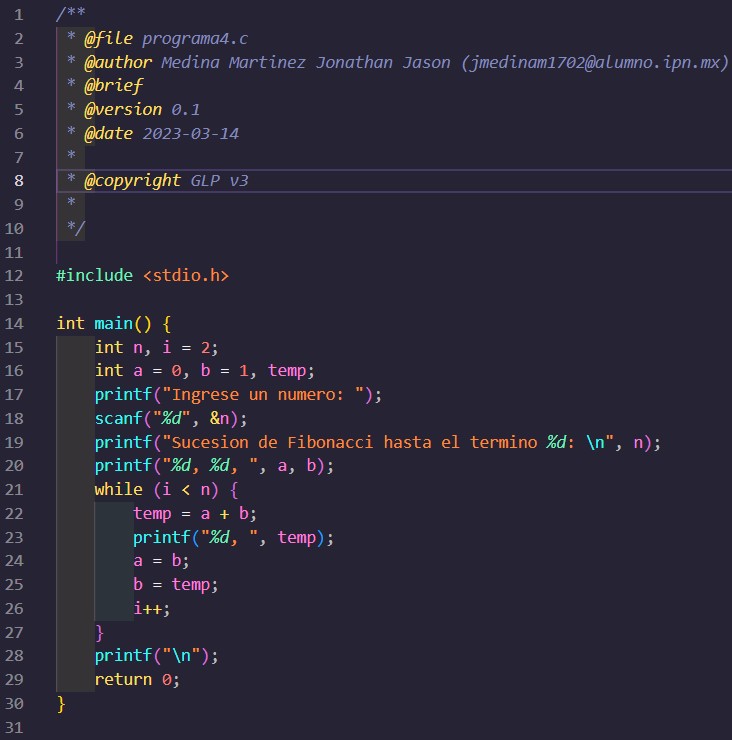 1 /**
2  * @file programa4.c
3  * @author Medina Martinez Jonathan Jason (jmedinam1702@alumno.ipn.mx)
4  * @brief
5  * @version 0.1
6  * @date 2023-03-14
7  *
8  * @copyright GLP v3
9  *
10  */
11
12 #include <stdio.h>
13
14 int main() {
15     int n, i = 2;
16     int a = 0, b = 1, temp;
17     printf("Ingrese un numero: ");
18     scanf("%d", &n);
19     printf("Sucesion de Fibonacci hasta el termino %d: \n", n);
20     printf("%d, %d, ", a, b);
21     while (i < n) {
22         temp = a + b;
23         printf("%d, ", temp);
24         a = b;
25         b = temp;
26         i++;
27     }
28     printf("\n");
29     return 0;
30 }
31